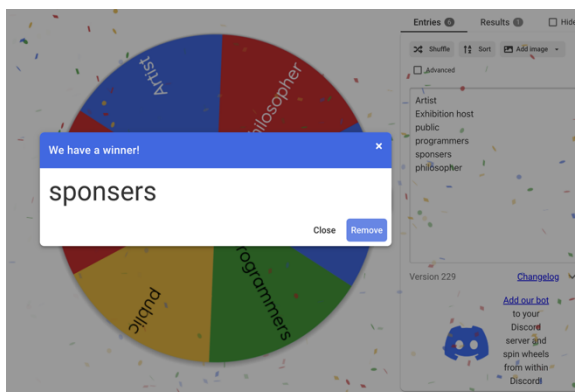 Entries 6
Results 1
Hide
Shuffle
Sort
Add image
Advanced
Artist
Exhibition host
public
programmers
sponsers
philosopher
Artist
hilosopher
We have a winner!
×
sponsers
Close
Remove
public
rogrammers
Version 229
Changelog
Add our bot
to your
Discord
server and
spin wheels
from within
Discord!